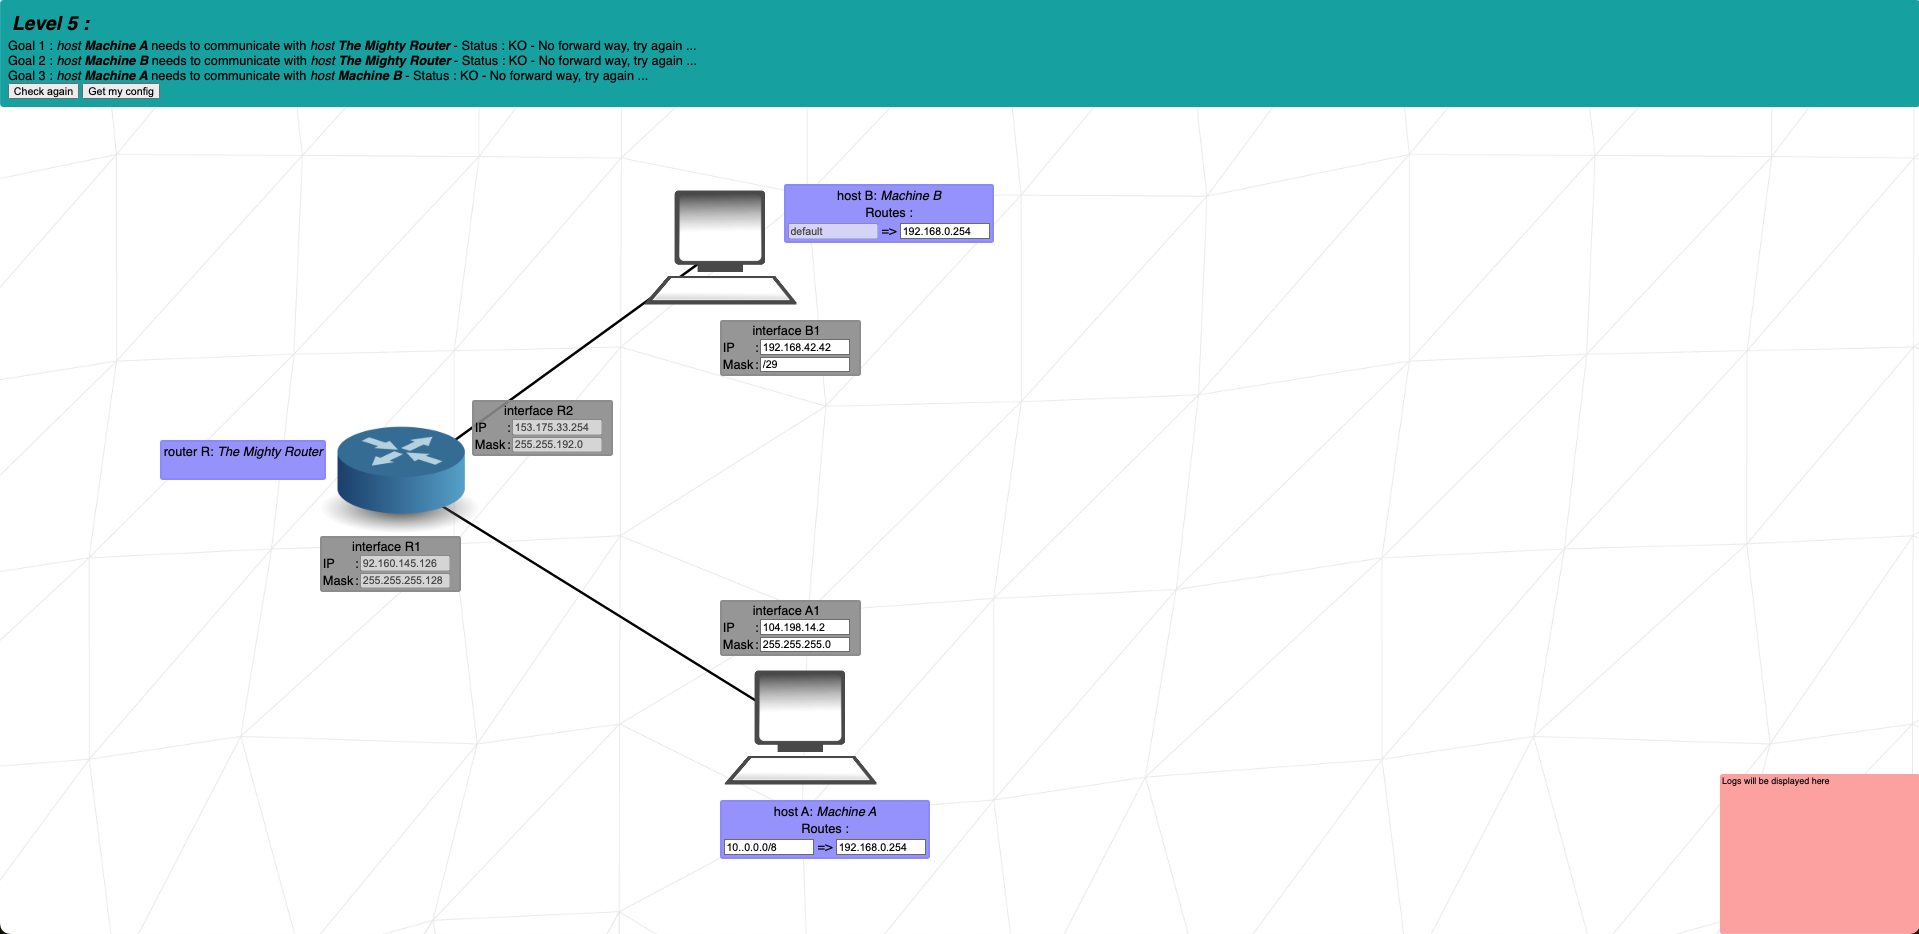 Level 5 :
Goal 1 : host Machine A needs to communicate with host The Mighty Router - Status : KO - No forward way, try again ...
Goal 2 : host Machine B needs to communicate with host The Mighty Router - Status : KO - No forward way, try again ...
Goal 3 : host Machine A needs to communicate with host Machine B - Status : KO - No forward way, try again ...
Check again Get my config
host B: Machine B
Routes :
default => 192.168.0.254
interface B1
IP : 192.168.42.42
Mask : /29
interface R2
IP : 153.175.33.254
Mask : 255.255.192.0
router R: The Mighty Router
interface R1
IP : 92.160.145.126
Mask : 255.255.255.128
interface A1
IP : 104.198.14.2
Mask : 255.255.255.0
host A: Machine A
Routes :
10..0.0.0/8 => 192.168.0.254
Logs will be displayed here